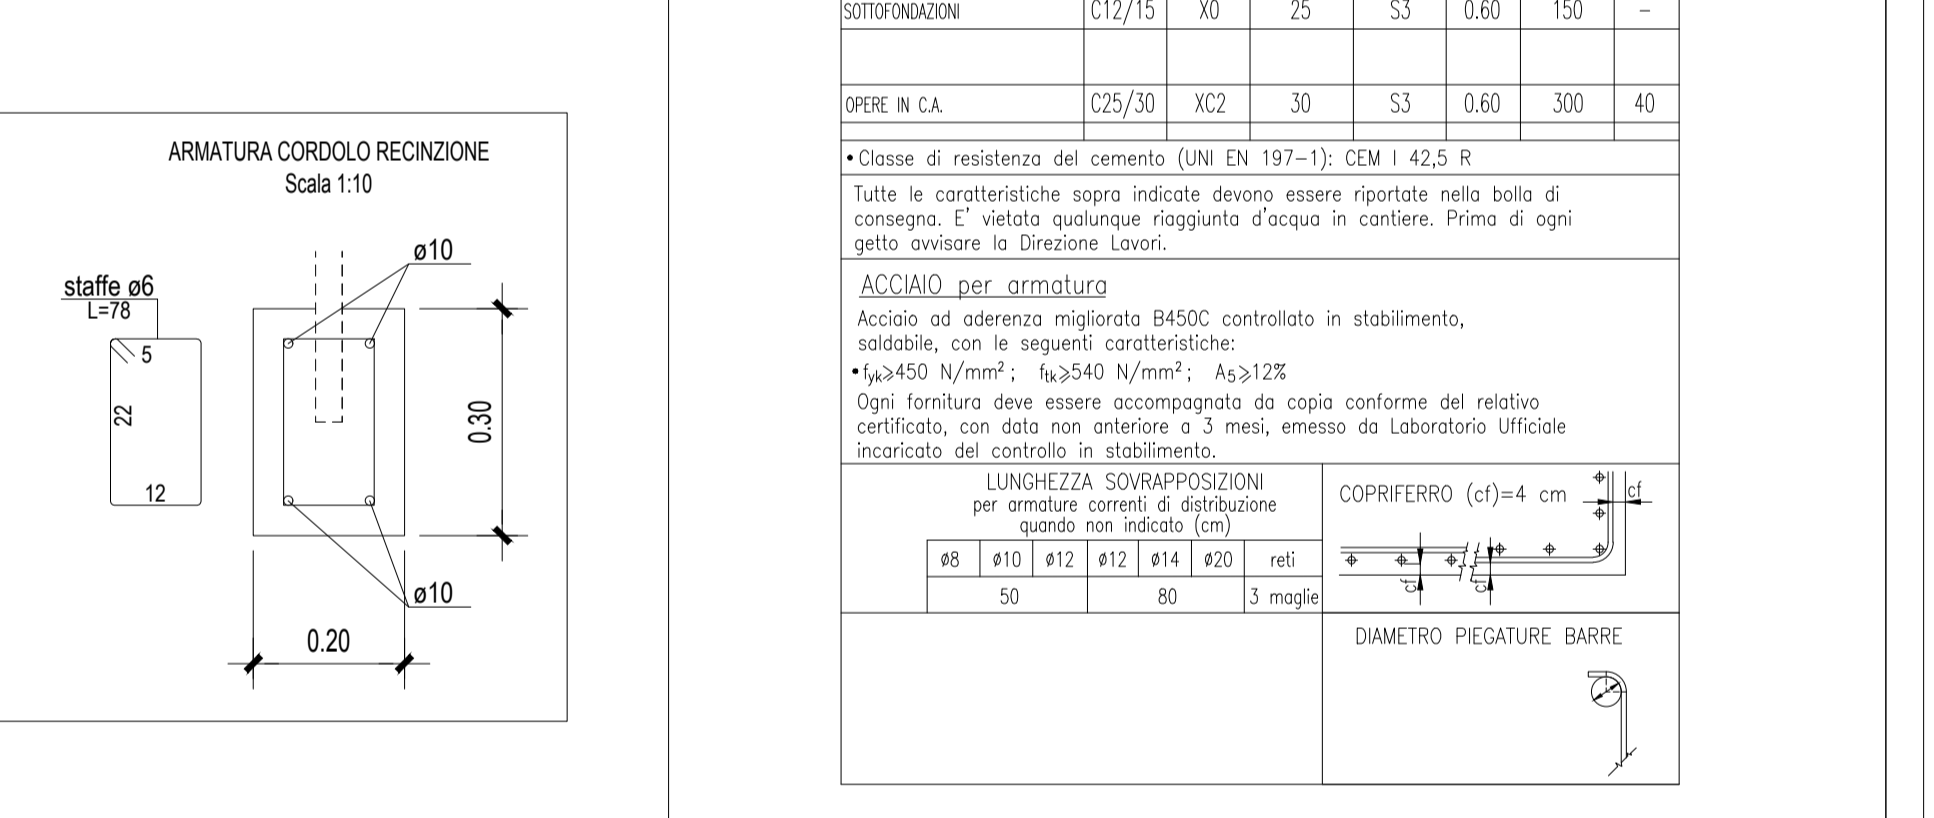 ARMATURA CORDOLO RECINZIONE
Scala 1:10
ø10
staffe ø6
L=78
5
22
12
0.30
ø10
0.20
SOTTOFONDAZIONI C12/15 X0 25 S3 0.60 150 –
OPERE IN C.A. C25/30 XC2 30 S3 0.60 300 40
• Classe di resistenza del cemento (UNI EN 197–1): CEM I 42,5 R
Tutte le caratteristiche sopra indicate devono essere riportate nella bolla di
consegna. E' vietata qualunque riaggiunta d'acqua in cantiere. Prima di ogni
getto avvisare la Direzione Lavori.
ACCIAIO per armatura
Acciaio ad aderenza migliorata B450C controllato in stabilimento,
saldabile, con le seguenti caratteristiche:
• fyk⩾450 N/mm²; ftk⩾540 N/mm²; A5⩾12%
Ogni fornitura deve essere accompagnata da copia conforme del relativo
certificato, con data non anteriore a 3 mesi, emesso da Laboratorio Ufficiale
incaricato del controllo in stabilimento.
LUNGHEZZA SOVRAPPOSIZIONI
per armature correnti di distribuzione
quando non indicato (cm)
ø8 ø10 ø12 ø12 ø14 ø20 reti
50 80 3 maglie
COPRIFERRO (cf)=4 cm
cf
cf
cf
DIAMETRO PIEGATURE BARRE